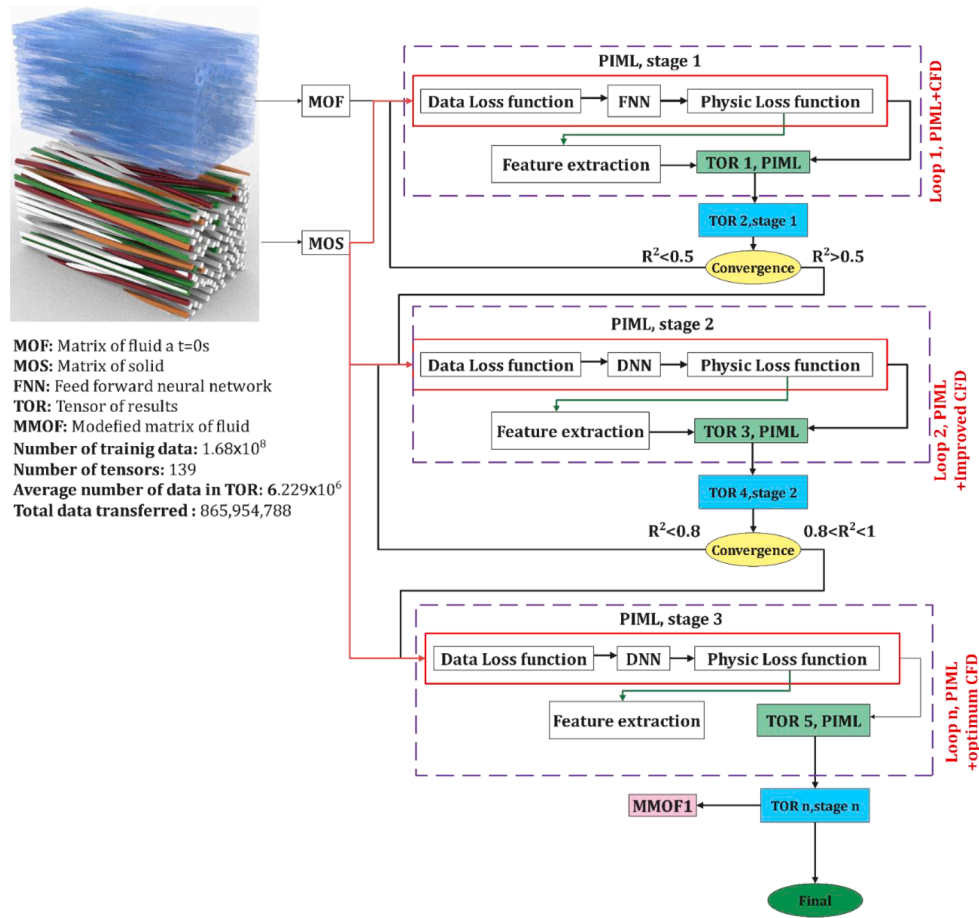 PIML, stage 1
MOF
Data Loss function
FNN
Physic Loss function
Feature extraction
TOR 1, PIML
Loop 1, PIML+CFD
TOR 2,stage 1
MOS
R²<0.5
Convergence
R²>0.5
PIML, stage 2
MOF: Matrix of fluid a t=0s
MOS: Matrix of solid
FNN: Feed forward neural network
TOR: Tensor of results
MMOF: Modefied matrix of fluid
Number of trainig data: 1.68x10⁸
Number of tensors: 139
Average number of data in TOR: 6.229x10⁶
Total data transferred : 865,954,788
Data Loss function
DNN
Physic Loss function
Feature extraction
TOR 3, PIML
Loop 2, PIML
+Improved CFD
TOR 4,stage 2
R²<0.8
Convergence
0.8<R²<1
PIML, stage 3
Data Loss function
DNN
Physic Loss function
Feature extraction
TOR 5, PIML
Loop n, PIML
+optimum CFD
MMOF1
TOR n,stage n
Final